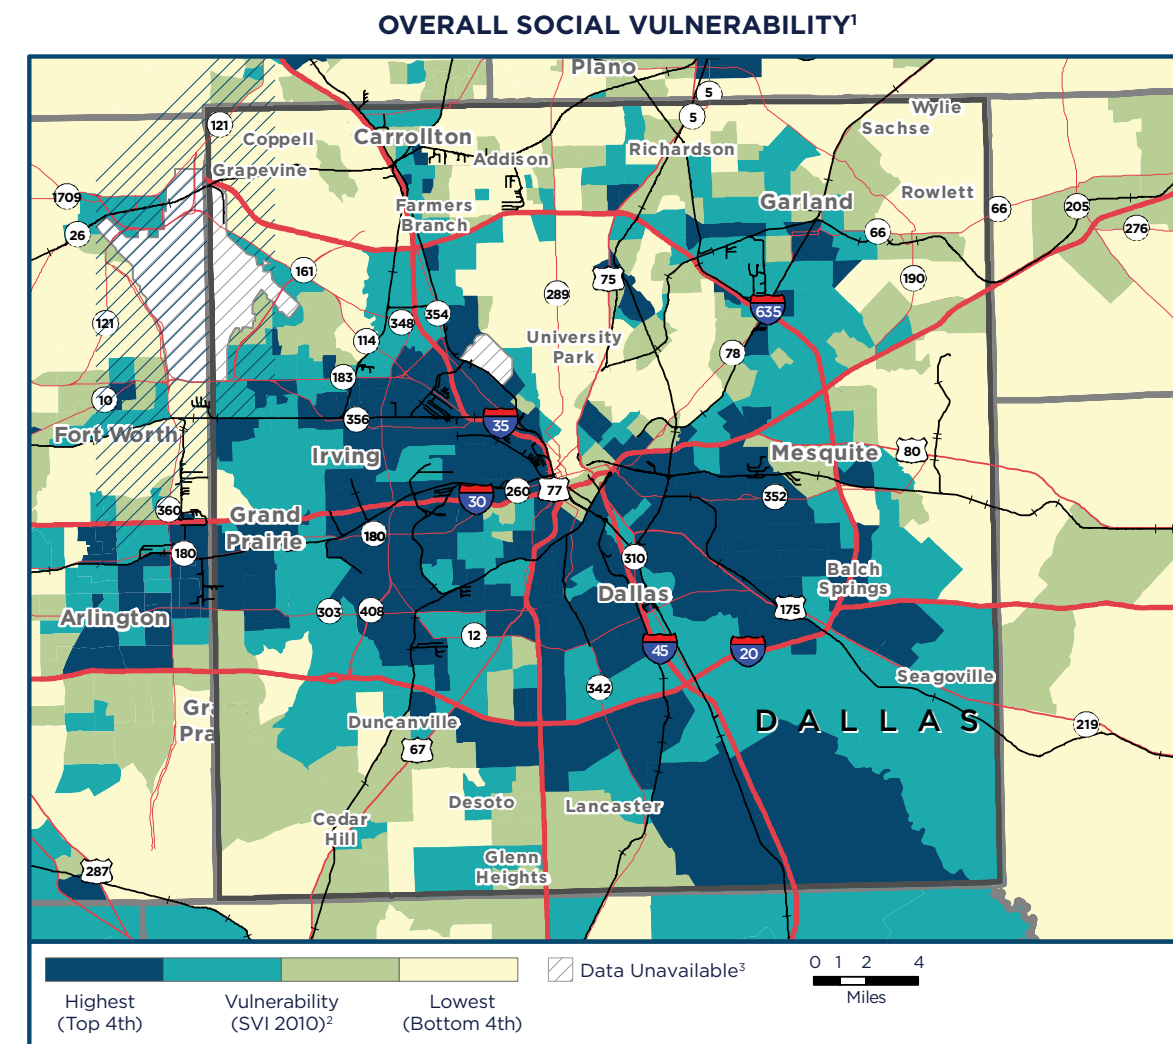 OVERALL SOCIAL VULNERABILITY¹
Plano
5
5
Wylie
Sachse
121
Coppell
Carrollton
Addison
Richardson
Grapevine
1709
Farmers
Branch
Garland
Rowlett
66
205
276
26
66
161
75
289
190
635
121
348
354
114
University
Park
78
183
10
356
35
Fort Worth
Irving
Mesquite
80
30
260
77
352
360
Grand
Prairie
180
180
310
Balch
Springs
Dallas
175
Arlington
303
408
12
45
20
342
Seagoville
Gra
Pra
Duncanville
67
DALLAS
219
Desoto
Lancaster
Cedar
Hill
Glenn
Heights
287
Highest
(Top 4th)
Vulnerability
(SVI 2010)²
Lowest
(Bottom 4th)
Data Unavailable³
0 1 2 4
Miles